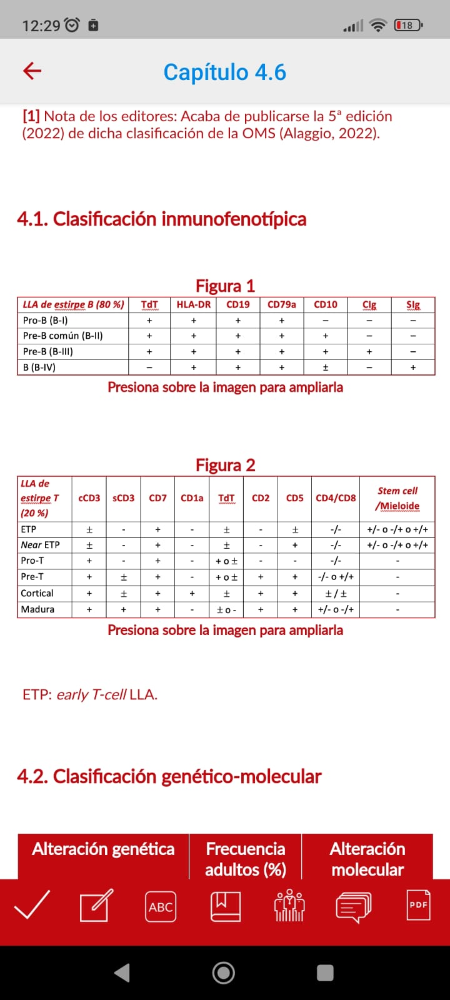 12:29
18
Capítulo 4.6
[1] Nota de los editores: Acaba de publicarse la 5ª edición
(2022) de dicha clasificación de la OMS (Alaggio, 2022).
4.1. Clasificación inmunofenotípica
Figura 1
LLA de estirpe B (80 %) TdT HLA-DR CD19 CD79a CD10 CIg SIg
Pro-B (B-I) + + + + – – –
Pre-B común (B-II) + + + + + – –
Pre-B (B-III) + + + + + + –
B (B-IV) – + + + ± – +
Presiona sobre la imagen para ampliarla
Figura 2
LLA de
estirpe T
(20 %) cCD3 sCD3 CD7 CD1a TdT CD2 CD5 CD4/CD8 Stem cell
/Mieloide
ETP ± - + - ± - ± -/- +/- o -/+ o +/+
Near ETP ± - + - ± - + -/- +/- o -/+ o +/+
Pro-T + - + - + o ± - - -/- -
Pre-T + ± + - + o ± + + -/- o +/+ -
Cortical + ± + + ± + + ± / ± -
Madura + + + - ± o - + + +/- o -/+ -
Presiona sobre la imagen para ampliarla
ETP: early T-cell LLA.
4.2. Clasificación genético-molecular
Alteración genética Frecuencia Alteración
adultos (%) molecular
ABC
PDF